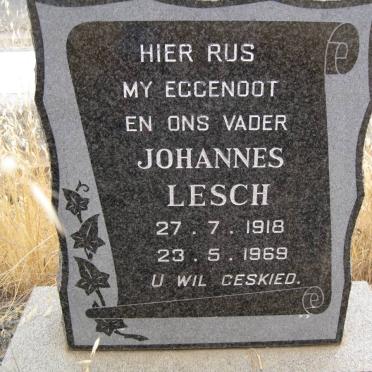 HIER RUS
MY EGGENOOT
EN ONS VADER
JOHANNES
LESCH
27 . 7 . 1918
23 . 5 . 1969
U WIL GESKIED.